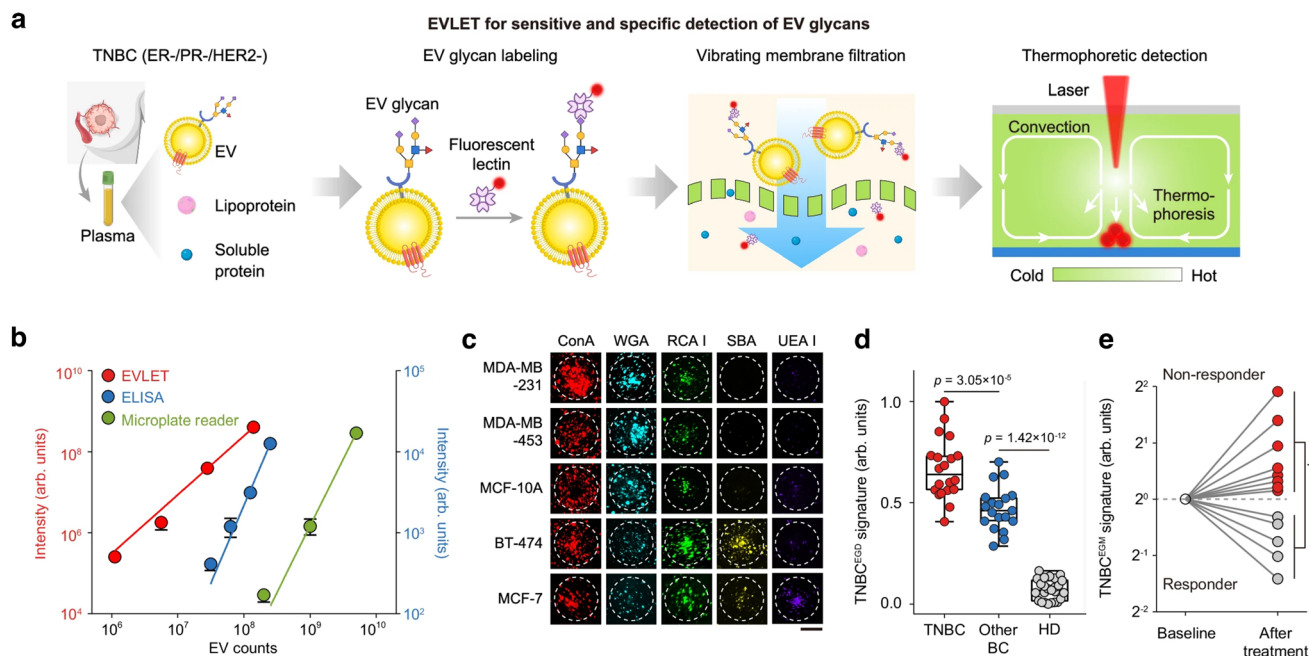 a
EVLET for sensitive and specific detection of EV glycans
TNBC (ER-/PR-/HER2-)
EV
Lipoprotein
Soluble
protein
Plasma
EV glycan labeling
EV glycan
Fluorescent
lectin
Vibrating membrane filtration
Thermophoretic detection
Laser
Convection
Thermo-
phoresis
Cold
Hot
b
EVLET
ELISA
Microplate reader
Intensity (arb. units)
10¹⁰
10⁸
10⁶
10⁴
10⁵
10⁴
10³
10²
Intensity (arb. units)
10⁶ 10⁷ 10⁸ 10⁹ 10¹⁰
EV counts
c
ConA WGA RCA I SBA UEA I
MDA-MB
-231
MDA-MB
-453
MCF-10A
BT-474
MCF-7
d
TNBCᴱᴳᴰ signature (arb. units)
1.0
0.5
0.0
p = 3.05×10⁻⁵
p = 1.42×10⁻¹²
TNBC Other HD
BC
e
TNBCᴱᴳᴹ signature (arb. units)
2²
2¹
2⁰
2⁻¹
2⁻²
Non-responder
Responder
Baseline After
treatment